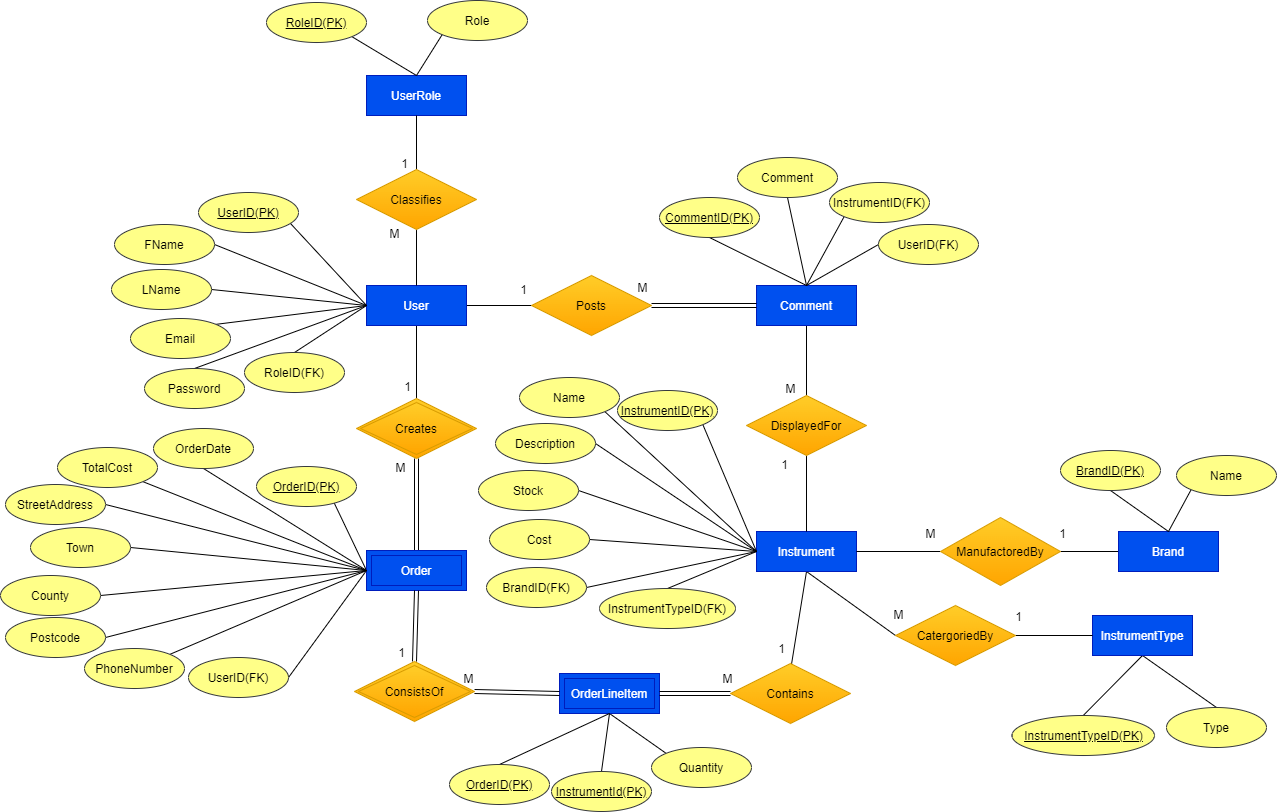 RoleID(PK)
Role
UserRole
1
Classifies
M
UserID(PK)
FName
LName
Email
Password
RoleID(FK)
User
1
Posts
M
Comment
CommentID(PK)
Comment
InstrumentID(FK)
UserID(FK)
1
Creates
M
M
DisplayedFor
1
Name
InstrumentID(PK)
Description
Stock
Cost
BrandID(FK)
InstrumentTypeID(FK)
Instrument
M
ManufactoredBy
1
Brand
BrandID(PK)
Name
OrderDate
TotalCost
OrderID(PK)
StreetAddress
Town
County
Postcode
PhoneNumber
UserID(FK)
Order
M
CatergoriedBy
1
InstrumentType
InstrumentTypeID(PK)
Type
1
ConsistsOf
M
OrderLineItem
M
Contains
1
OrderID(PK)
InstrumentId(PK)
Quantity